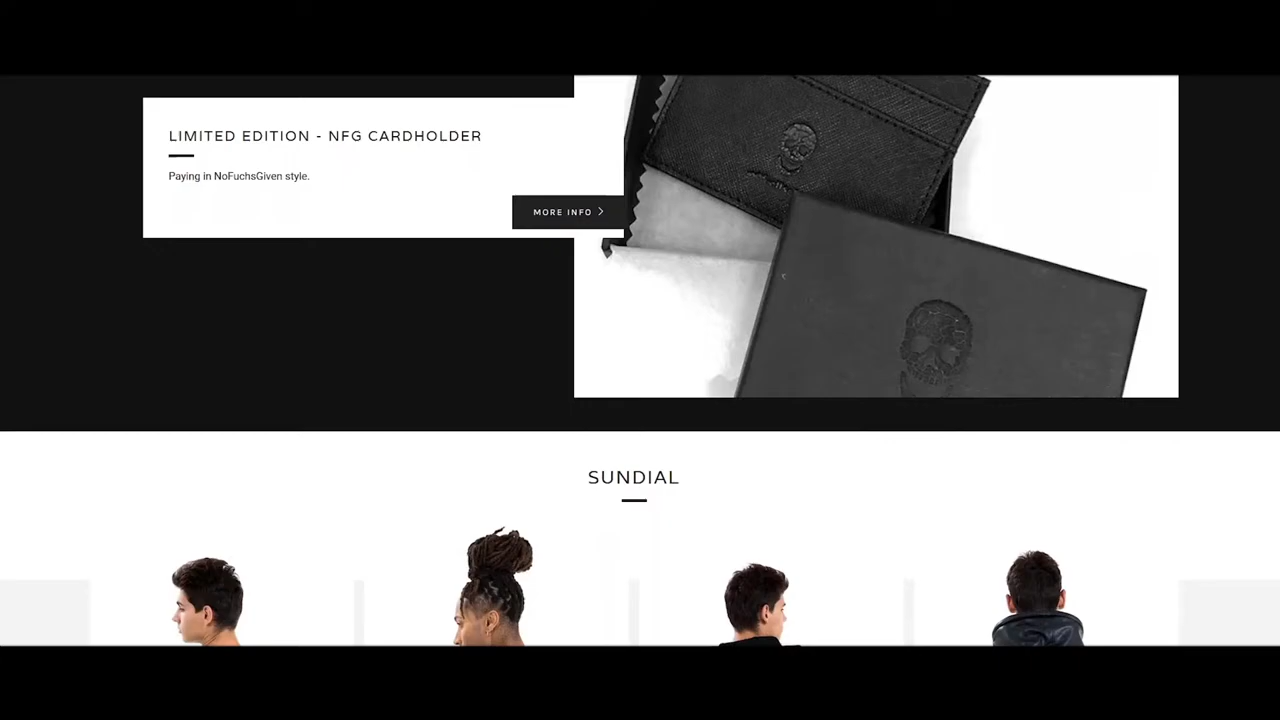 LIMITED EDITION - NFG CARDHOLDER
Paying in NoFuchsGiven style.
MORE INFO
SUNDIAL